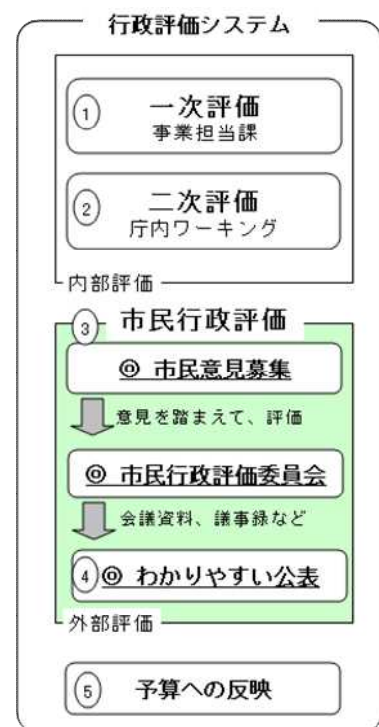 行政評価システム
① 一次評価
事業担当課
② 二次評価
庁内ワーキング
内部評価
③ 市民行政評価
◎ 市民意見募集
意見を踏まえて、評価
◎ 市民行政評価委員会
会議資料、議事録など
④ ◎ わかりやすい公表
外部評価
⑤ 予算への反映